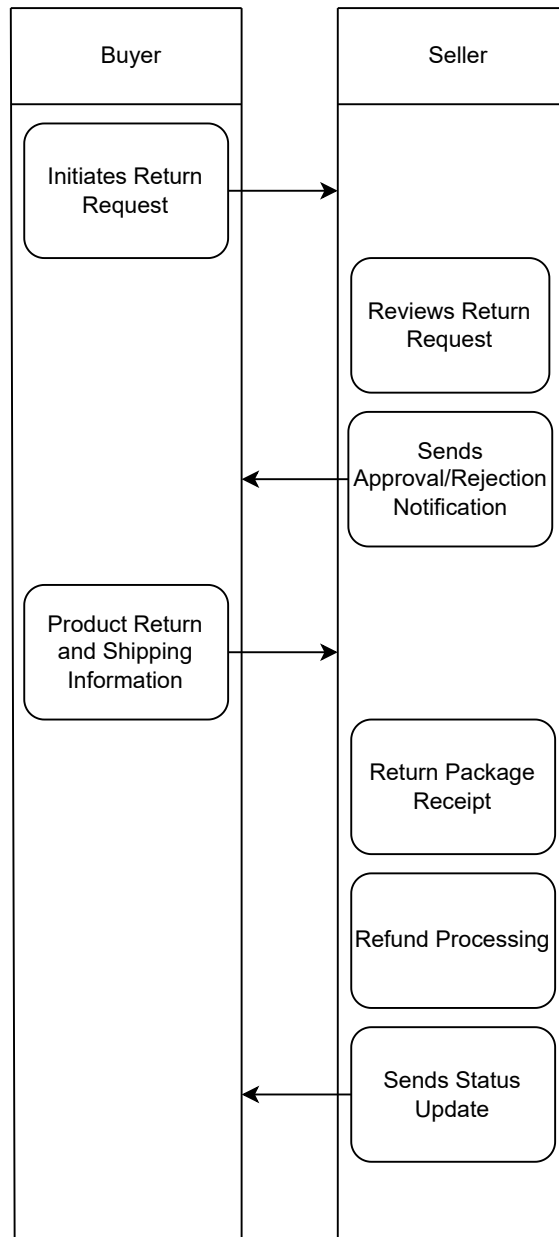 Buyer
Seller
Initiates Return
Request
Reviews Return
Request
Sends
Approval/Rejection
Notification
Product Return
and Shipping
Information
Return Package
Receipt
Refund Processing
Sends Status
Update